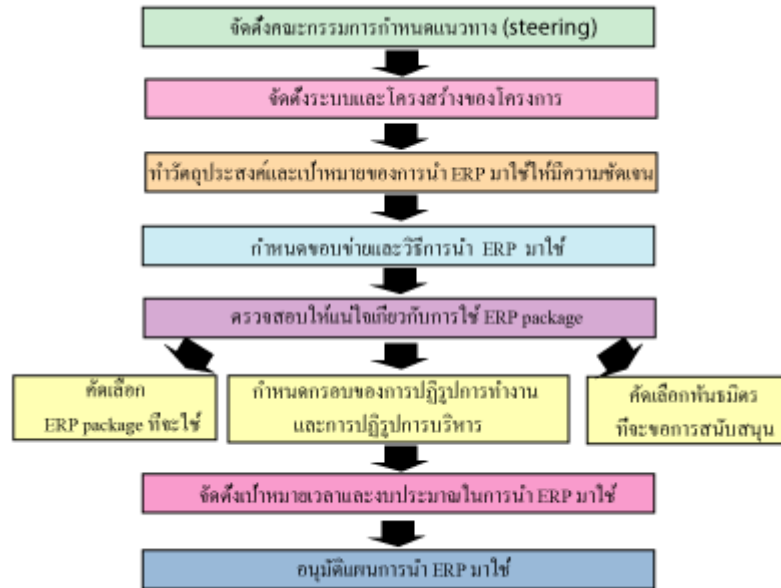 จัดตั้งคณะกรรมการกำหนดแนวทาง (steering)
จัดตั้งระบบและโครงสร้างของโครงการ
ทำวัตถุประสงค์และเป้าหมายของการนำ ERP มาใช้ให้มีความชัดเจน
กำหนดขอบข่ายและวิธีการนำ ERP มาใช้
ตรวจสอบให้แน่ใจเกี่ยวกับการใช้ ERP package
คัดเลือก
ERP package ที่จะใช้
กำหนดกรอบของการปฏิรูปการทำงาน
และการปฏิรูปการบริหาร
คัดเลือกพันธมิตร
ที่จะขอการสนับสนุน
จัดตั้งเป้าหมายเวลาและงบประมาณในการนำ ERP มาใช้
อนุมัติแผนการนำ ERP มาใช้